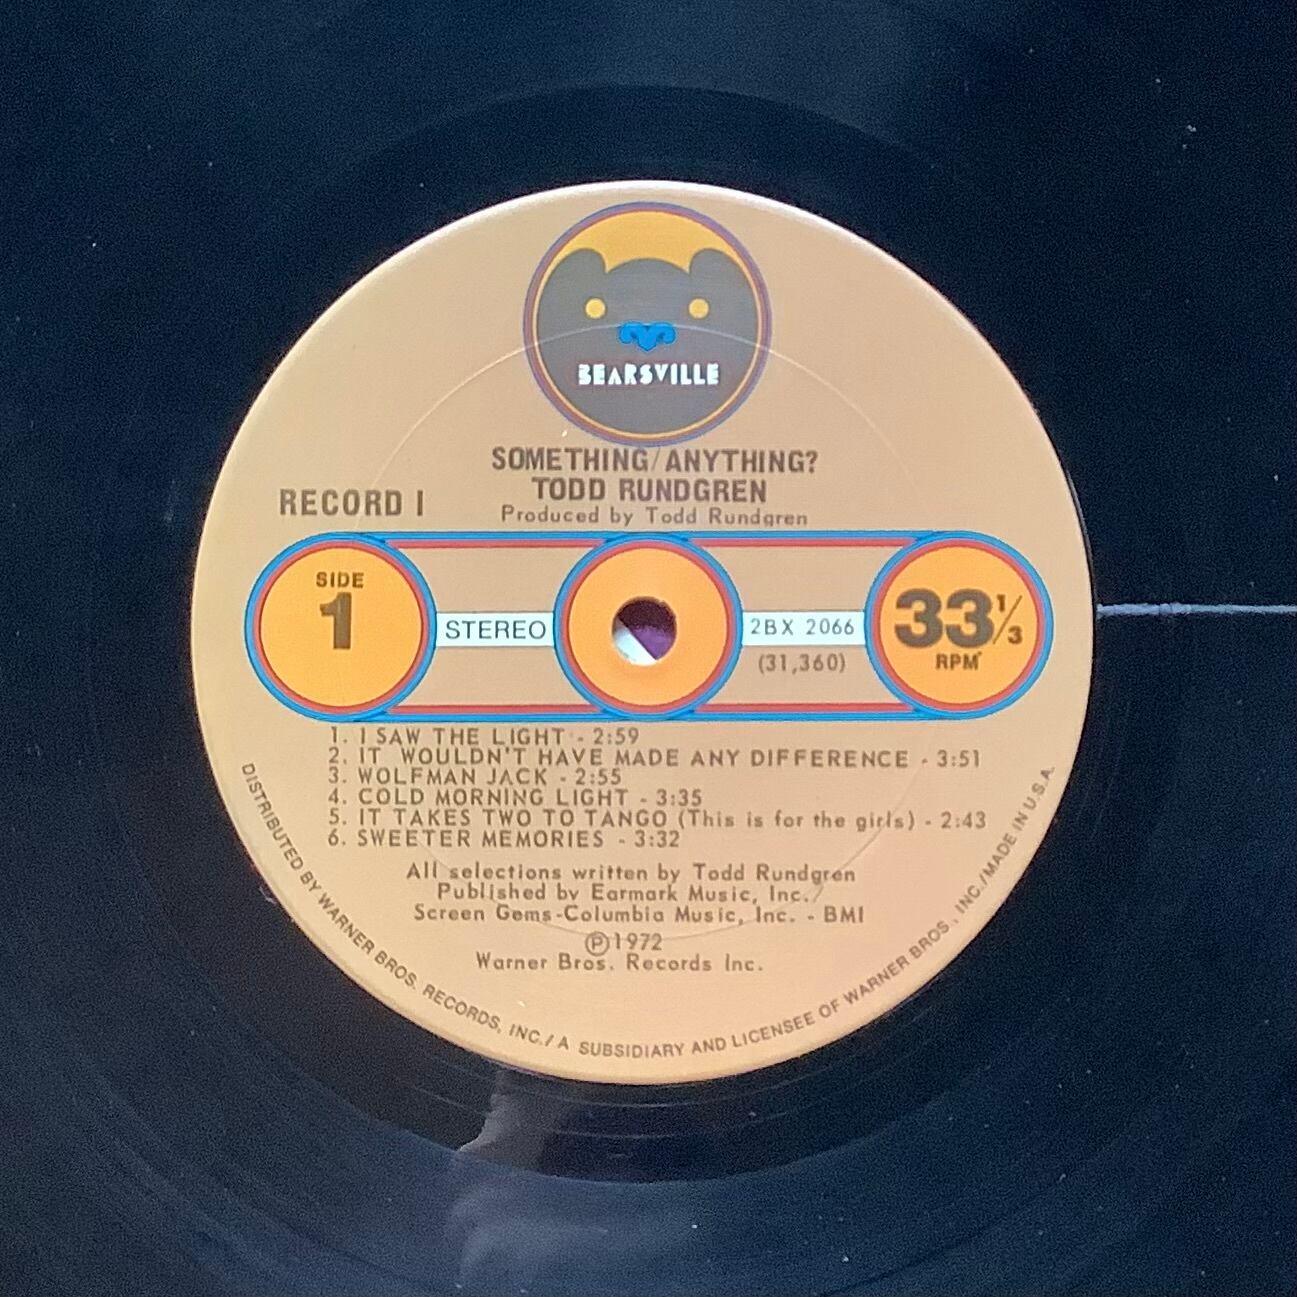 BEARSVILLE
SOMETHING/ANYTHING?
TODD RUNDGREN
RECORD I
Produced by Todd Rundgren
SIDE
1
STEREO
2BX 2066
(31,360)
33 1/3
RPM
1. I SAW THE LIGHT - 2:59
2. IT WOULDN'T HAVE MADE ANY DIFFERENCE - 3:51
3. WOLFMAN JACK - 2:55
4. COLD MORNING LIGHT - 3:35
5. IT TAKES TWO TO TANGO (This is for the girls) - 2:43
6. SWEETER MEMORIES - 3:32
All selections written by Todd Rundgren
Published by Earmark Music, Inc./
Screen Gems-Columbia Music, Inc. - BMI
℗1972
Warner Bros. Records Inc.
DISTRIBUTED BY WARNER BROS. RECORDS, INC./A SUBSIDIARY AND LICENSEE OF WARNER BROS., INC./MADE IN U.S.A.